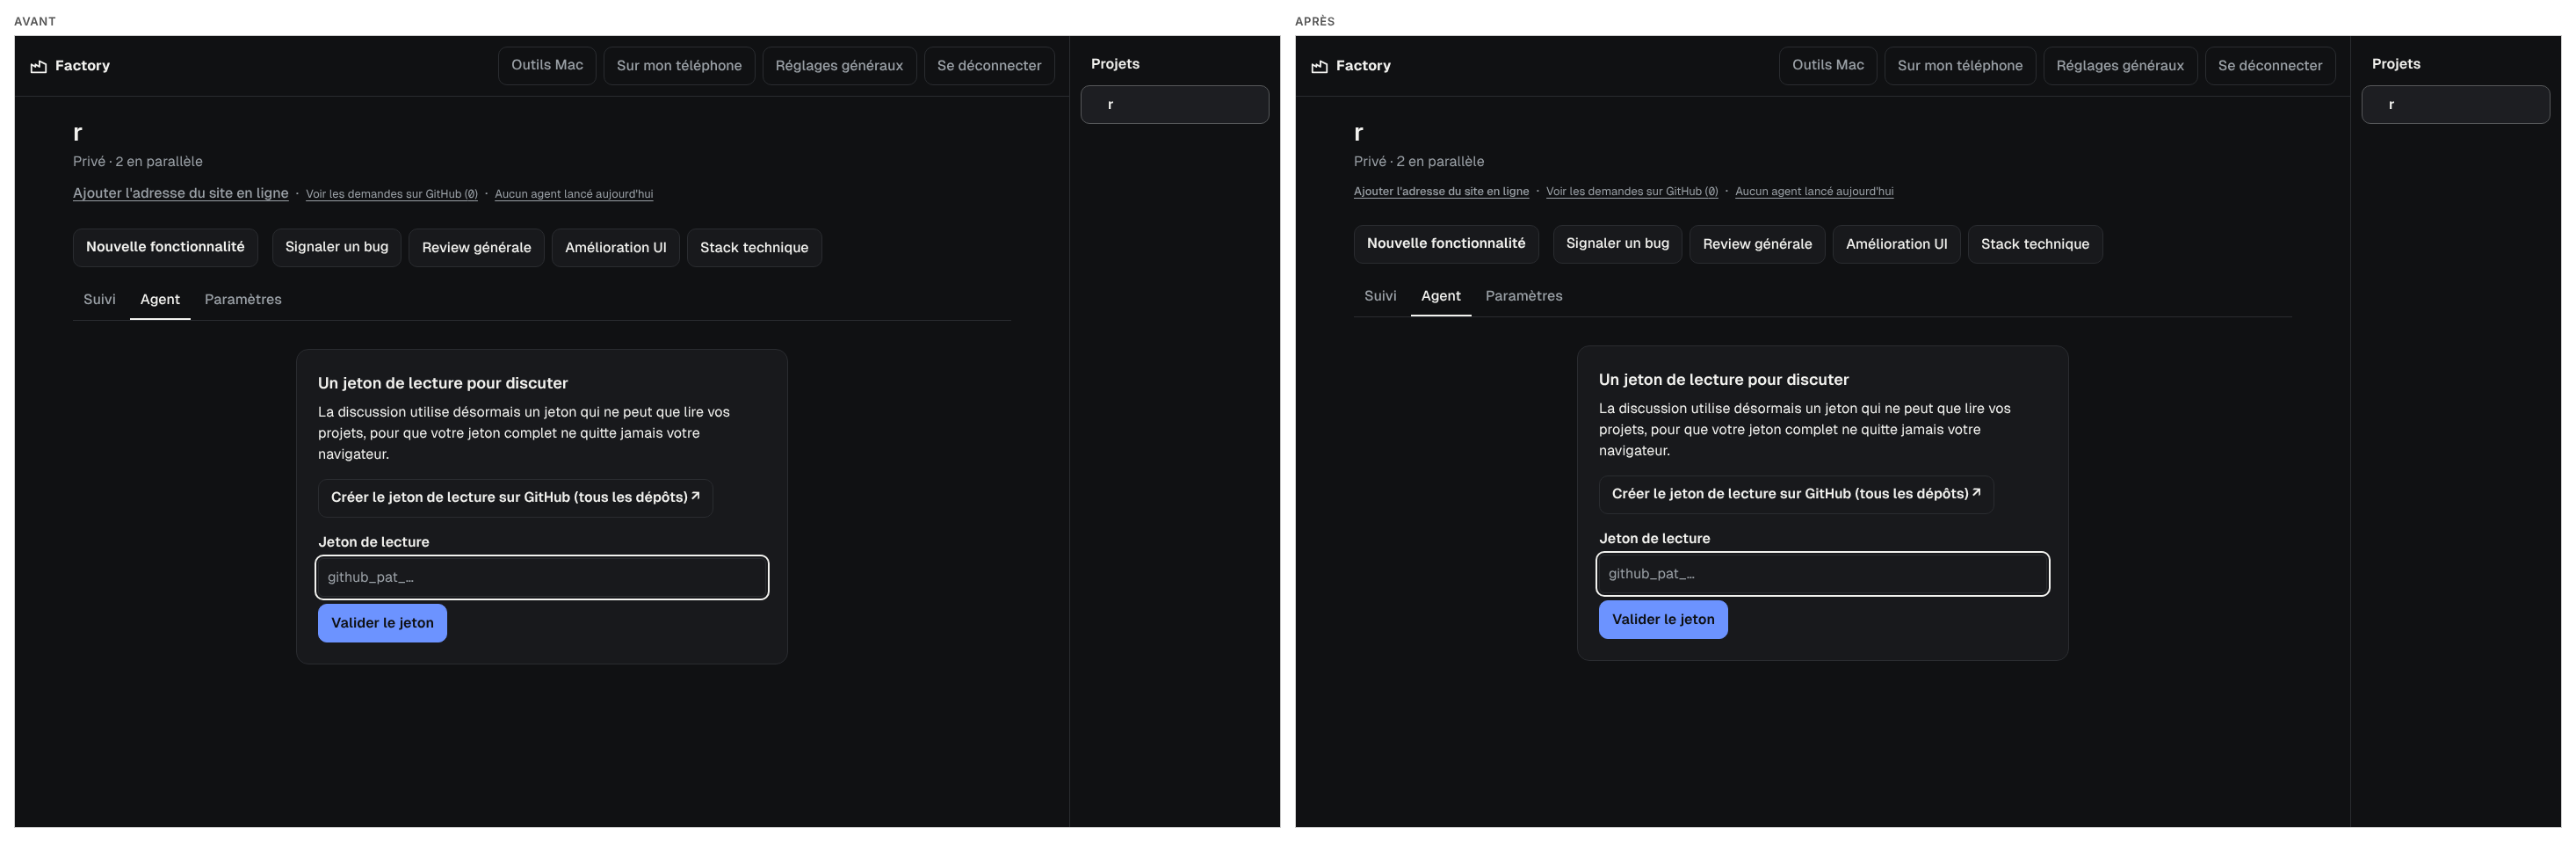 AVANT
Factory
Outils Mac
Sur mon téléphone
Réglages généraux
Se déconnecter
Projets
r
r
Privé · 2 en parallèle
Ajouter l'adresse du site en ligne · Voir les demandes sur GitHub (0) · Aucun agent lancé aujourd'hui
Nouvelle fonctionnalité
Signaler un bug
Review générale
Amélioration UI
Stack technique
Suivi
Agent
Paramètres
Un jeton de lecture pour discuter
La discussion utilise désormais un jeton qui ne peut que lire vos
projets, pour que votre jeton complet ne quitte jamais votre
navigateur.
Créer le jeton de lecture sur GitHub (tous les dépôts) ↗
Jeton de lecture
github_pat_…
Valider le jeton
APRÈS
Factory
Outils Mac
Sur mon téléphone
Réglages généraux
Se déconnecter
Projets
r
r
Privé · 2 en parallèle
Ajouter l'adresse du site en ligne · Voir les demandes sur GitHub (0) · Aucun agent lancé aujourd'hui
Nouvelle fonctionnalité
Signaler un bug
Review générale
Amélioration UI
Stack technique
Suivi
Agent
Paramètres
Un jeton de lecture pour discuter
La discussion utilise désormais un jeton qui ne peut que lire vos
projets, pour que votre jeton complet ne quitte jamais votre
navigateur.
Créer le jeton de lecture sur GitHub (tous les dépôts) ↗
Jeton de lecture
github_pat_…
Valider le jeton